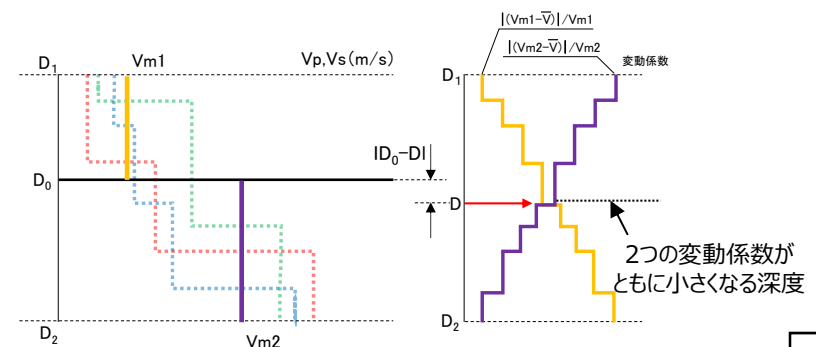 D1
Vm1
Vp,Vs(m/s)
D0
D2
Vm2
|D0-D|
|(Vm1-V̅)|/Vm1
|(Vm2-V̅)|/Vm2
変動係数
D1
D
D2
2つの変動係数が
ともに小さくなる深度